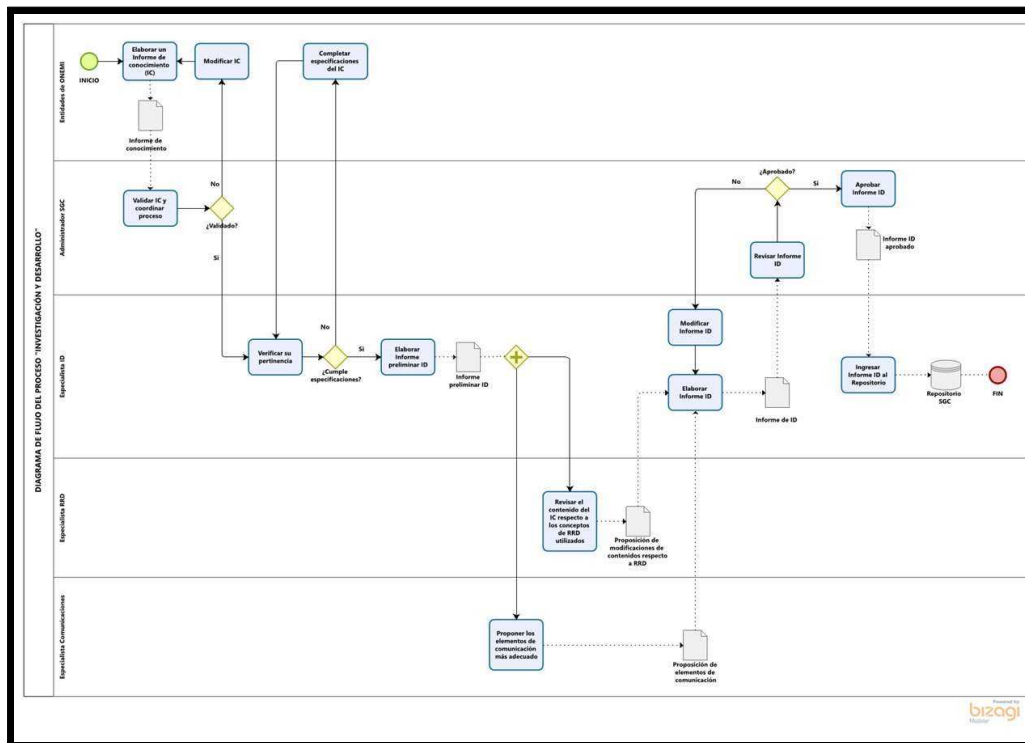 DIAGRAMA DE FLUJO DEL PROCESO "INVESTIGACIÓN Y DESARROLLO"
Entidades de ONEMI
INICIO
Elaborar un
Informe de
conocimiento
(IC)
Modificar IC
Completar
especificaciones
del IC
Informe de
conocimiento
Administrador SGC
Validar IC y
coordinar
proceso
No
¿Validado?
Si
No
¿Aprobado?
Si
Aprobar
Informe ID
Informe ID
aprobado
Revisar Informe
ID
Especialista ID
Verificar su
pertinencia
No
¿Cumple
especificaciones?
Si
Elaborar
Informe
preliminar ID
Informe
preliminar ID
Modificar
Informe ID
Elaborar
Informe ID
Informe de ID
Ingresar
Informe ID al
Repositorio
Repositorio
SGC
FIN
Especialista RRD
Revisar el
contenido del
IC respecto a
los conceptos
de RRD
utilizados
Proposición de
modificaciones de
contenidos respecto
a RRD
Especialista Comunicaciones
Proponer los
elementos de
comunicación
más adecuado
Proposición de
elementos de
comunicación
Powered by
bizagi
Modeler